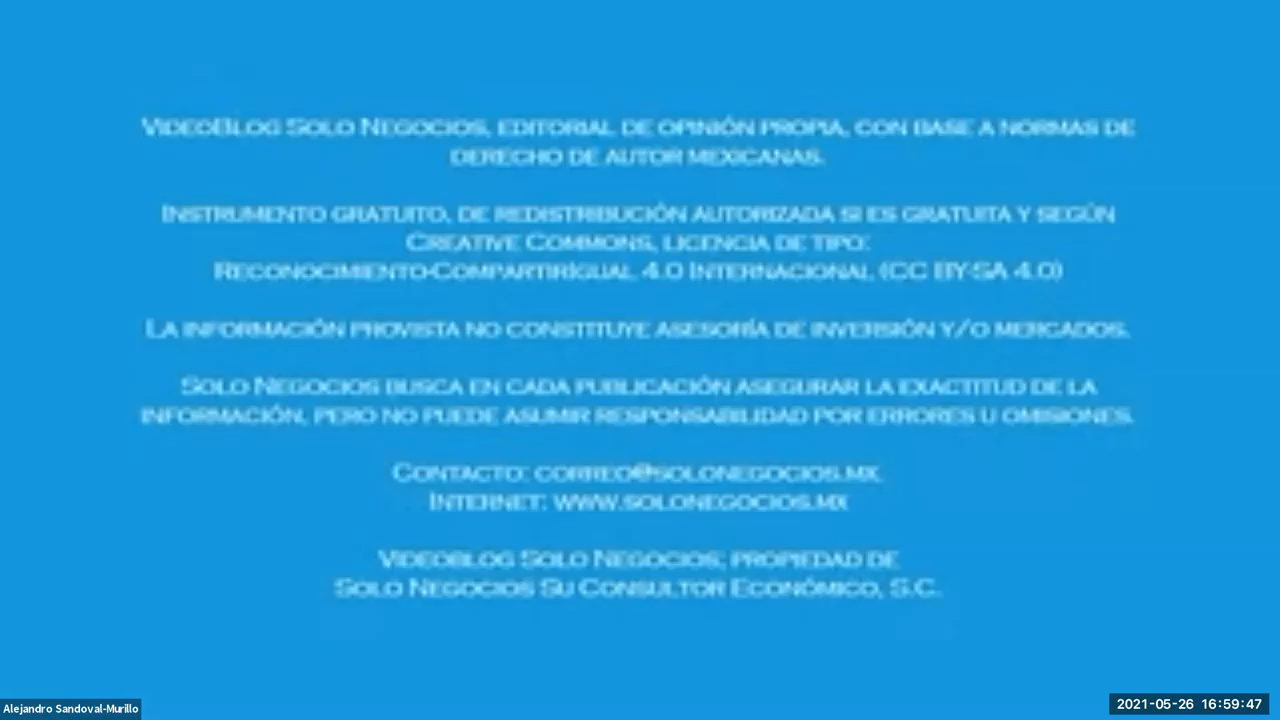 VideoBlog Solo Negocios, editorial de opinión propia, con base a normas de
derecho de autor mexicanas.
Instrumento gratuito, de redistribución autorizada si es gratuita y según
Creative Commons, licencia de tipo:
Reconocimiento-CompartirIgual 4.0 Internacional (CC BY-SA 4.0)
La información provista no constituye asesoría de inversión y/o mercados.
Solo Negocios busca en cada publicación asegurar la exactitud de la
información, pero no puede asumir responsabilidad por errores u omisiones.
Contacto: correo@solonegocios.mx
Internet: www.solonegocios.mx
Videoblog Solo Negocios; propiedad de
Solo Negocios Su Consultor Económico, S.C.
Alejandro Sandoval-Murillo
2021-05-26 16:59:47